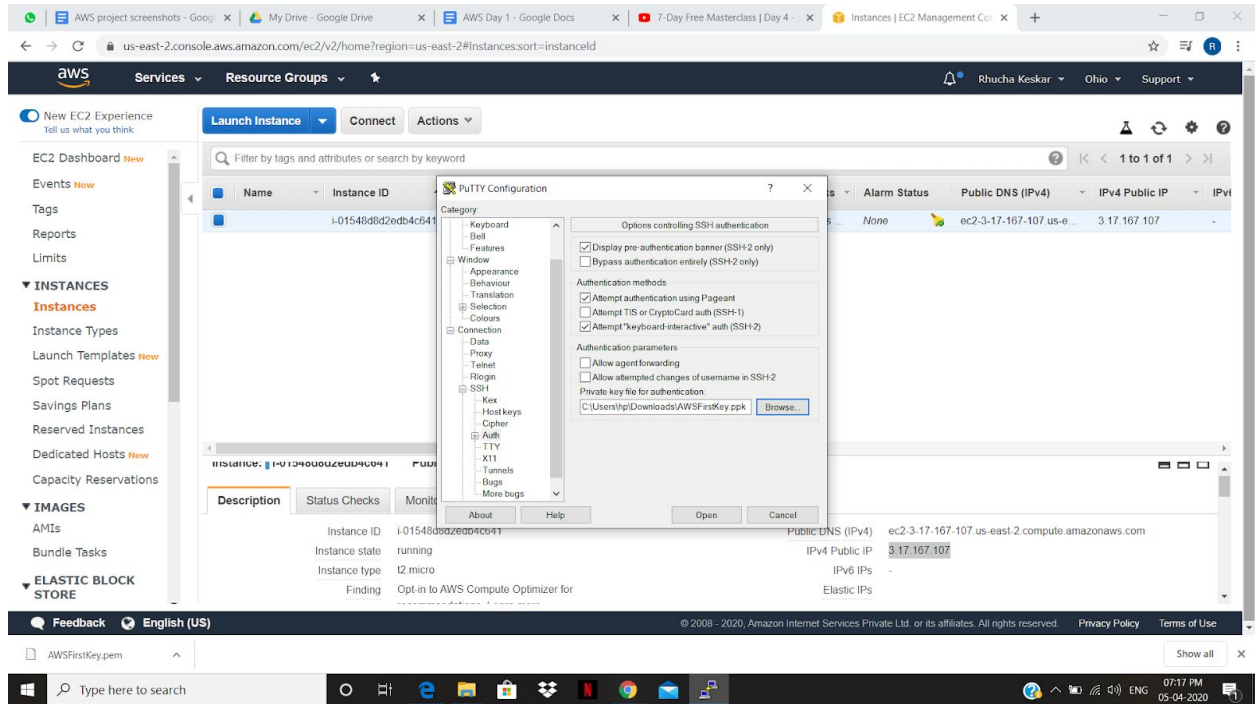 AWS project screenshots - Goog
My Drive - Google Drive
AWS Day 1 - Google Docs
7-Day Free Masterclass | Day 4 -
Instances | EC2 Management Con
us-east-2.console.aws.amazon.com/ec2/v2/home?region=us-east-2#Instances:sort=instanceId
R
aws
Services
Resource Groups
Rhucha Keskar
Ohio
Support
New EC2 Experience
Tell us what you think
EC2 Dashboard New
Events New
Tags
Reports
Limits
INSTANCES
Instances
Instance Types
Launch Templates New
Spot Requests
Savings Plans
Reserved Instances
Dedicated Hosts New
Capacity Reservations
IMAGES
AMIs
Bundle Tasks
ELASTIC BLOCK
STORE
Launch Instance
Connect
Actions
Filter by tags and attributes or search by keyword
1 to 1 of 1
Name
Instance ID
Alarm Status
Public DNS (IPv4)
IPv4 Public IP
i-01548d8d2edb4c641
None
ec2-3-17-167-107.us-e...
3.17.167.107
-
PuTTY Configuration
? X
Category:
Keyboard
Bell
Features
Window
Appearance
Behaviour
Translation
Selection
Colours
Connection
Data
Proxy
Telnet
Rlogin
SSH
Kex
Host keys
Cipher
Auth
TTY
X11
Tunnels
Bugs
More bugs
Options controlling SSH authentication
Display pre-authentication banner (SSH-2 only)
Bypass authentication entirely (SSH-2 only)
Authentication methods
Attempt authentication using Pageant
Attempt TIS or CryptoCard auth (SSH-1)
Attempt "keyboard-interactive" auth (SSH-2)
Authentication parameters
Allow agent forwarding
Allow attempted changes of username in SSH-2
Private key file for authentication:
C:\Users\hp\Downloads\AWSFirstKey.ppk
Browse...
About
Help
Open
Cancel
Instance: i-01548d8d2edb4c641
Description
Status Checks
Instance ID i-01548d8d2edb4c641
Instance state running
Instance type t2.micro
Finding Opt-in to AWS Compute Optimizer for
Public DNS (IPv4) ec2-3-17-167-107.us-east-2.compute.amazonaws.com
IPv4 Public IP 3.17.167.107
IPv6 IPs -
Elastic IPs
Feedback
English (US)
© 2008 - 2020, Amazon Internet Services Private Ltd. or its affiliates. All rights reserved.
Privacy Policy
Terms of Use
AWSFirstKey.pem
Show all
Type here to search
ENG
07:17 PM
05-04-2020